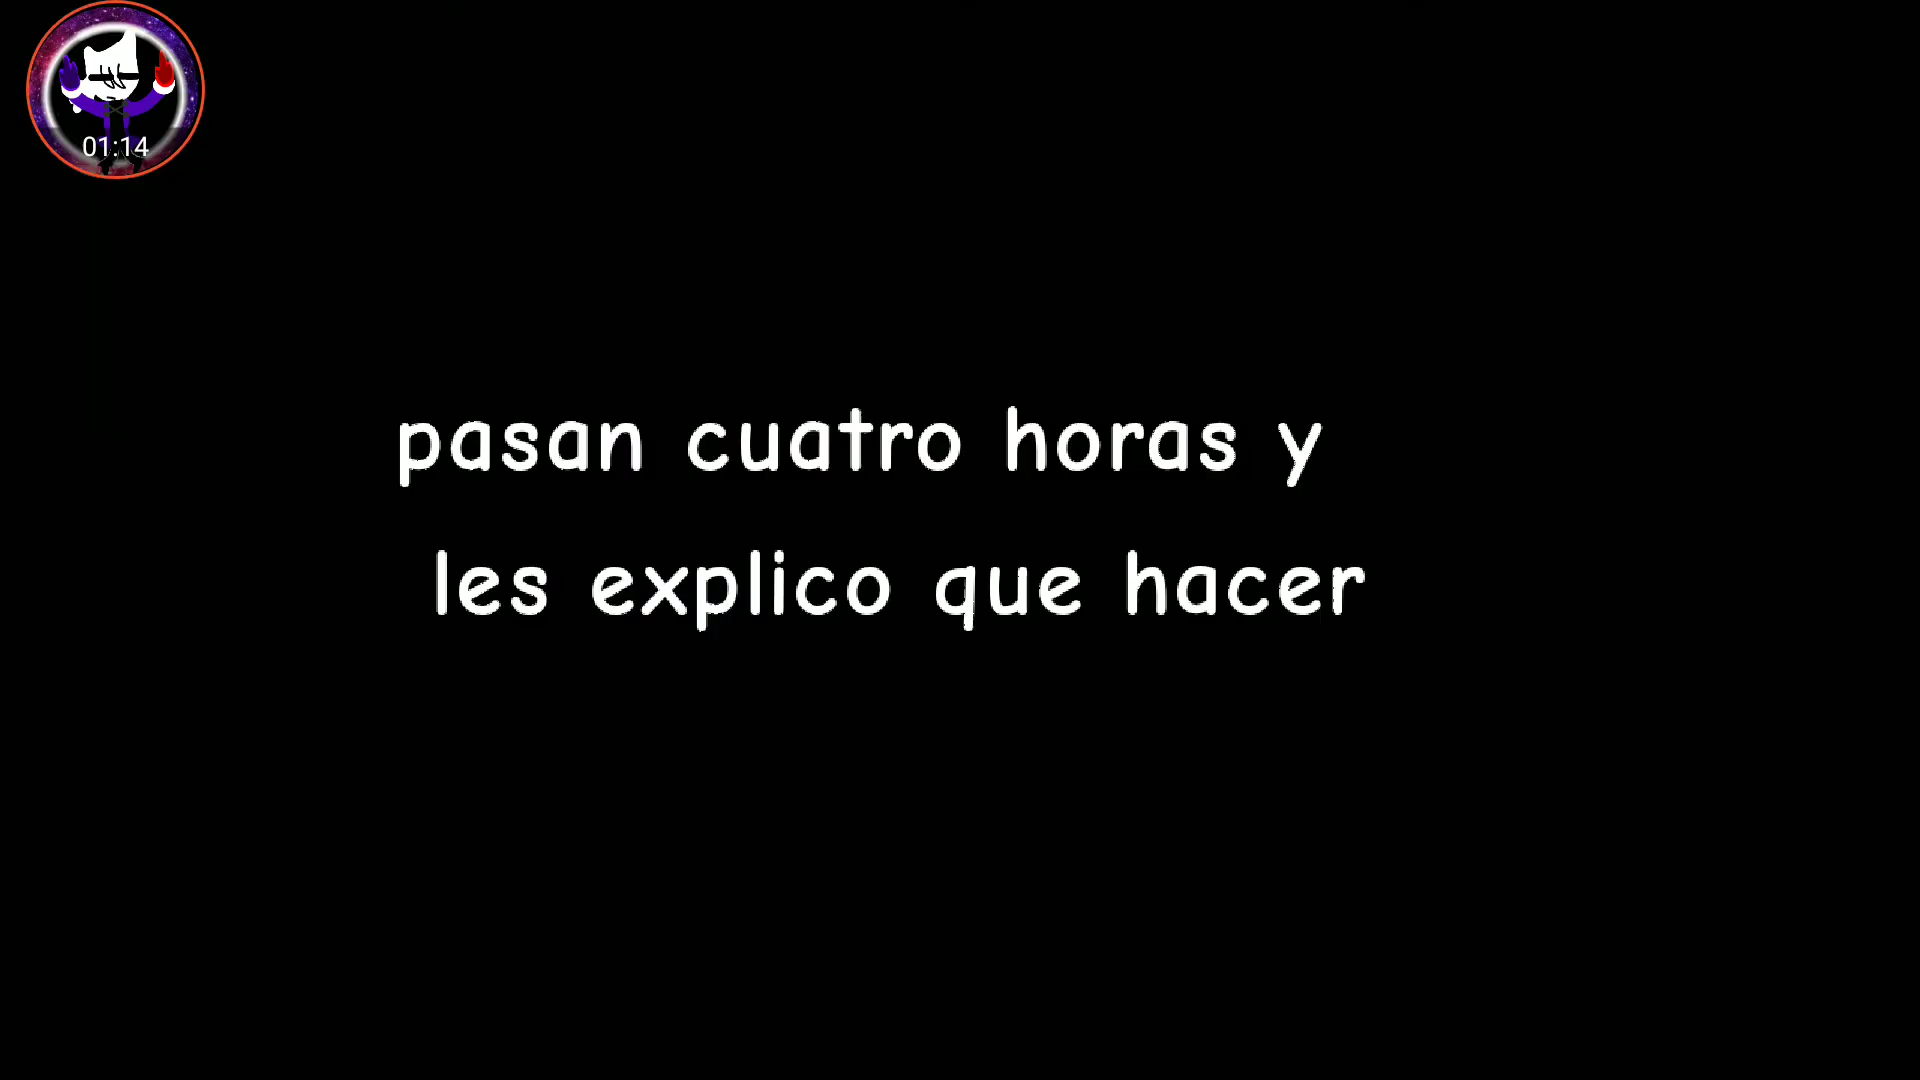 01:14
pasan cuatro horas y
les explico que hacer